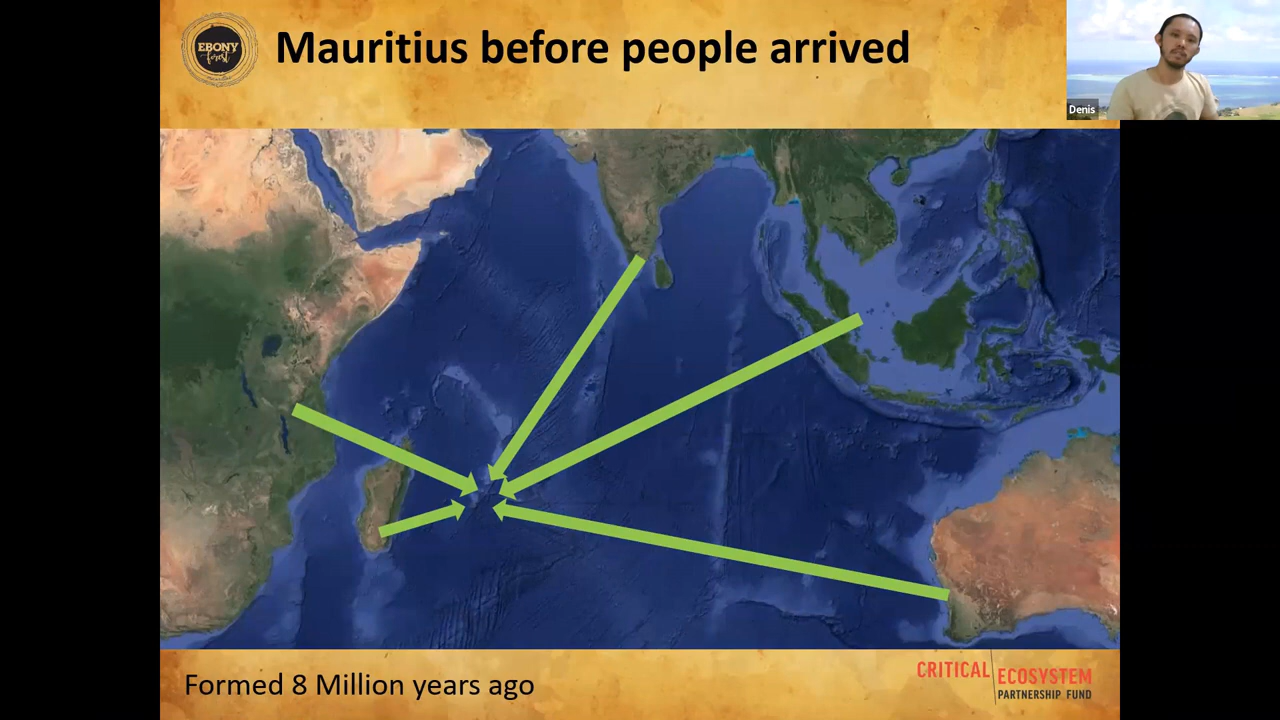 EBONY
forest
Mauritius before people arrived
Denis
Formed 8 Million years ago
CRITICAL ECOSYSTEM
PARTNERSHIP FUND